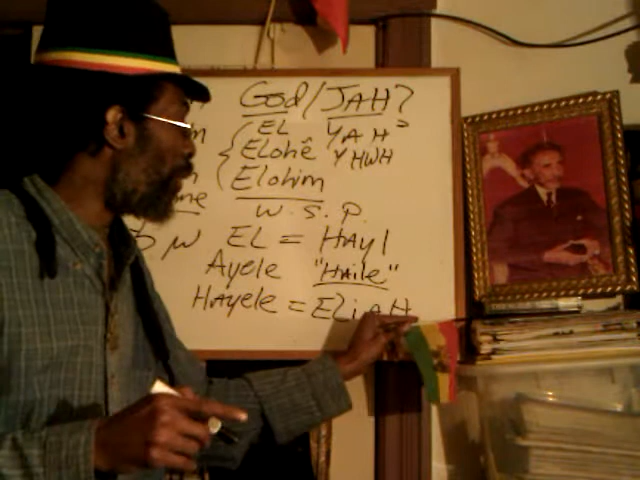 God / JAH?
EL YAH
Elohê YHWH
Elohim
W. S. P.
EL = HAYl
Ayele "Haile"
Hayele = ELiAH